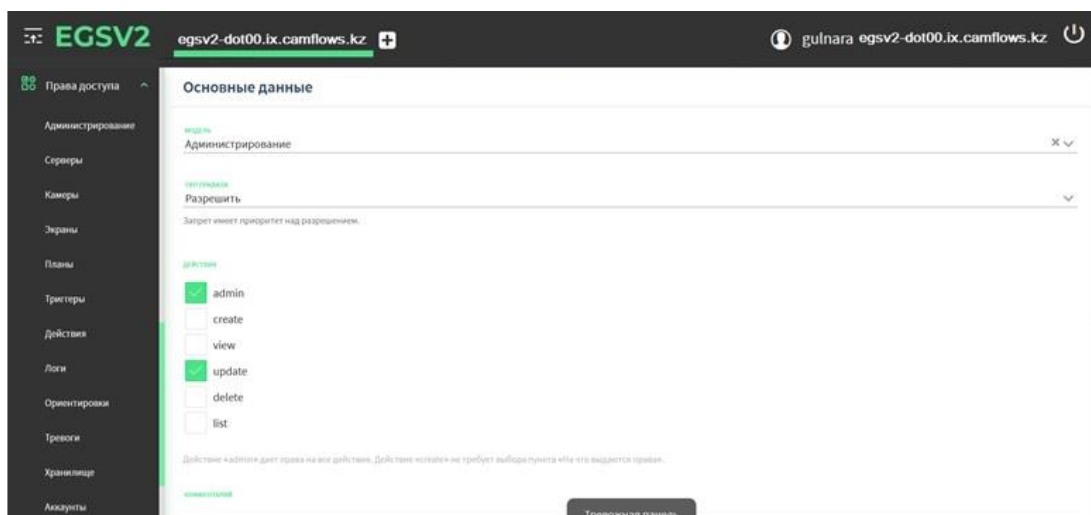 EGSV2
egsv2-dot00.ix.camflows.kz
gulnara egsv2-dot00.ix.camflows.kz
Права доступа
Администрирование
Серверы
Камеры
Экраны
Планы
Триггеры
Действия
Логи
Ориентировки
Тревоги
Хранилище
Аккаунты
Основные данные
МОДЕЛЬ
Администрирование
Разрешить
Запрет имеет приоритет над разрешением.
ДЕЙСТВИЯ
admin
create
view
update
delete
list
Действие «admin» дает права на все действия. Действие «create» не требует выбора пункта «На что выдаются права».
КОММЕНТАРИЙ
Тревожная панель